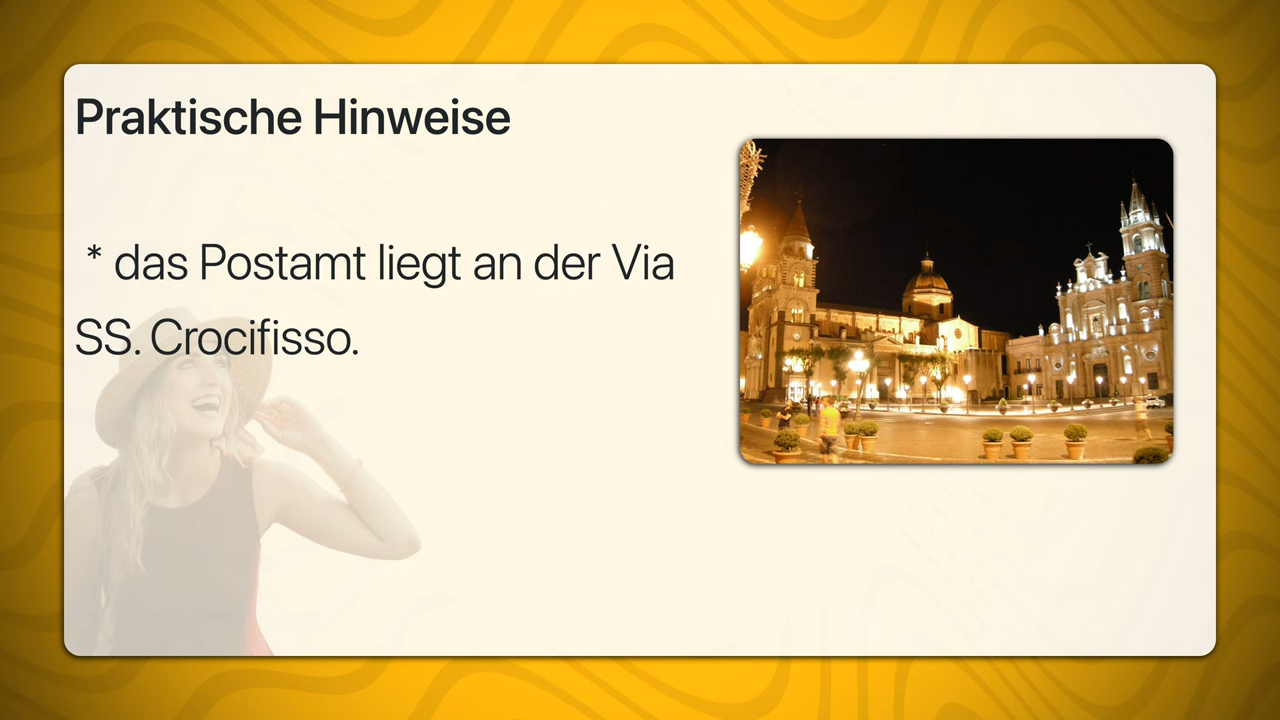 Praktische Hinweise
* das Postamt liegt an der Via
SS. Crocifisso.